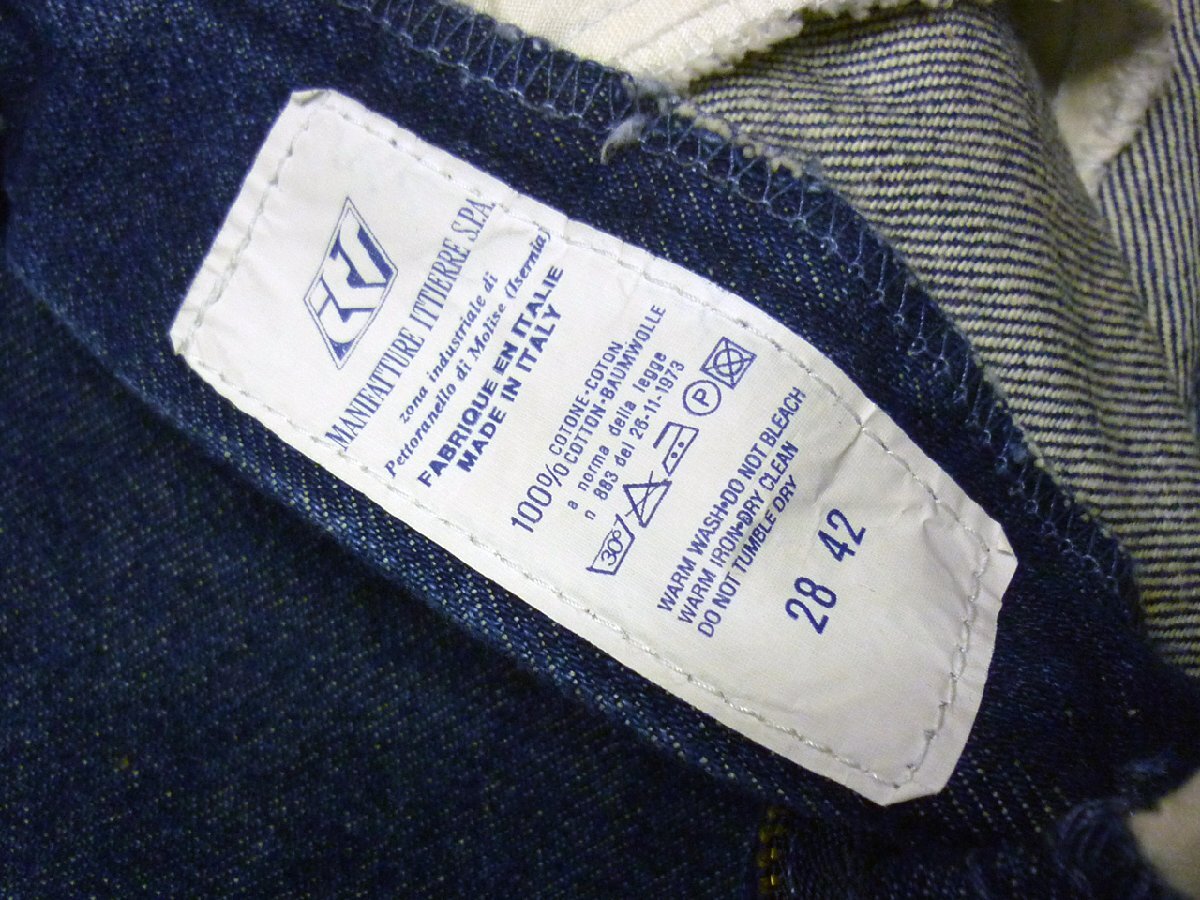 MANIFATTURE ITTIERRE S.P.A.
zona industriale di
Pettoranello di Molise (Isernia)
FABRIQUE EN ITALIE
MADE IN ITALY
100% COTONE-COTON
COTTON-BAUMWOLLE
a norma della legge
n 883 del 26-11-1973
30° P
WARM WASH•DO NOT BLEACH
WARM IRON•DRY CLEAN
DO NOT TUMBLE DRY
28 42